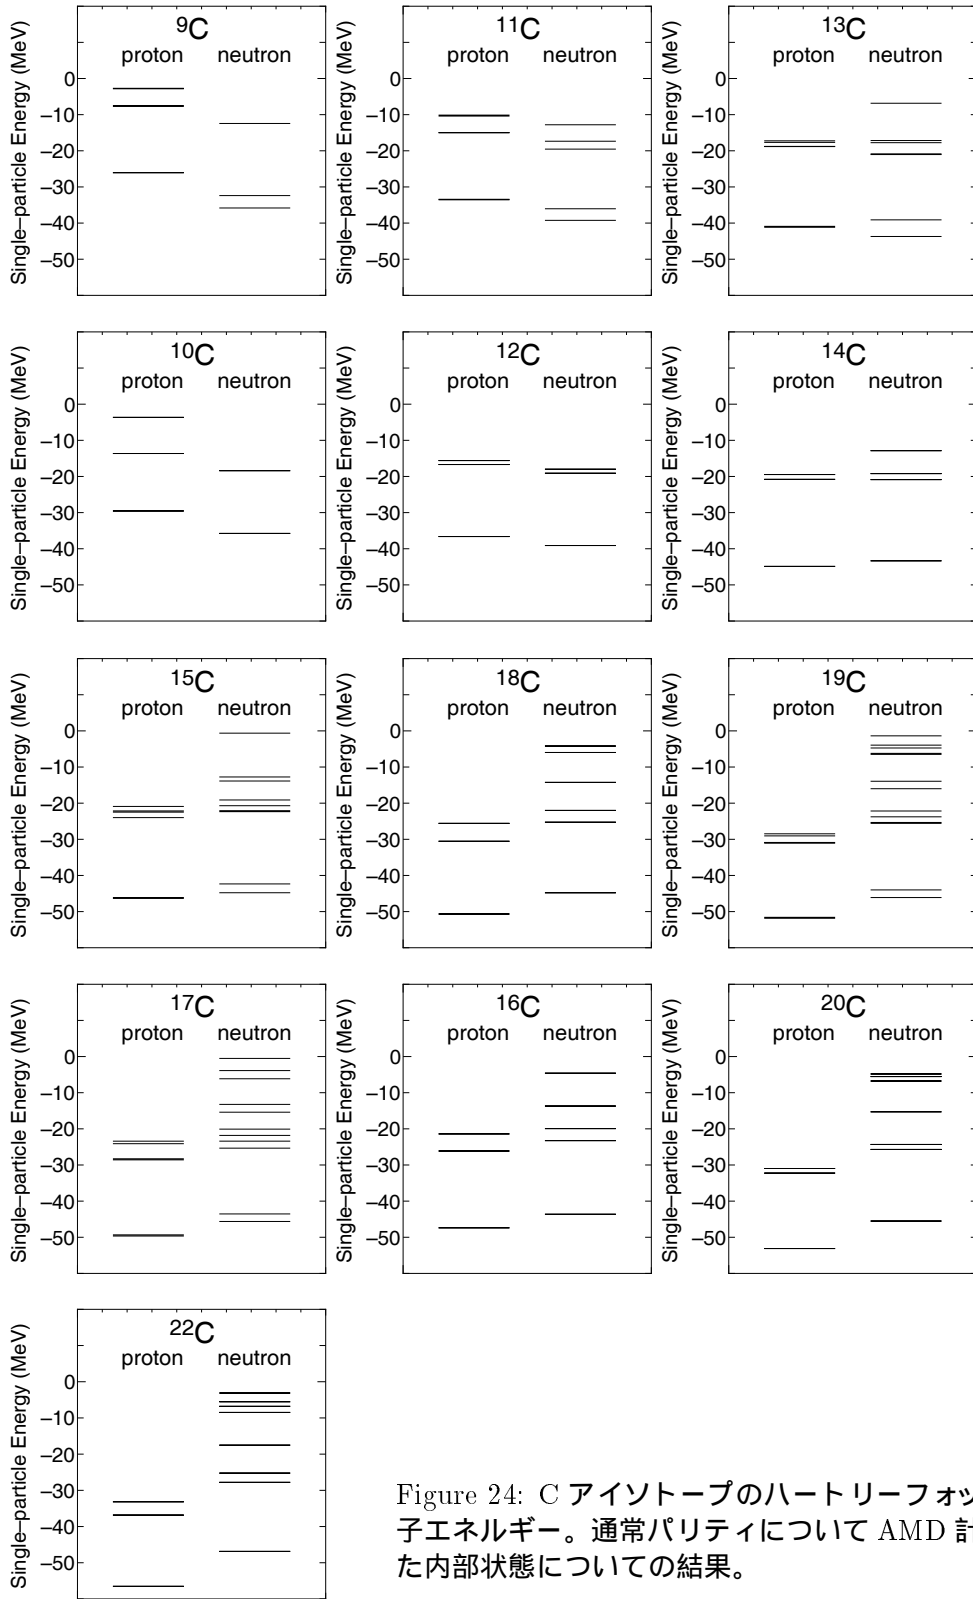 9C
proton neutron
Single–particle Energy (MeV)
0
–10
–20
–30
–40
–50
11C
proton neutron
Single–particle Energy (MeV)
0
–10
–20
–30
–40
–50
13C
proton neutron
Single–particle Energy (MeV)
0
–10
–20
–30
–40
–50
10C
proton neutron
Single–particle Energy (MeV)
0
–10
–20
–30
–40
–50
12C
proton neutron
Single–particle Energy (MeV)
0
–10
–20
–30
–40
–50
14C
proton neutron
Single–particle Energy (MeV)
0
–10
–20
–30
–40
–50
15C
proton neutron
Single–particle Energy (MeV)
0
–10
–20
–30
–40
–50
18C
proton neutron
Single–particle Energy (MeV)
0
–10
–20
–30
–40
–50
19C
proton neutron
Single–particle Energy (MeV)
0
–10
–20
–30
–40
–50
17C
proton neutron
Single–particle Energy (MeV)
0
–10
–20
–30
–40
–50
16C
proton neutron
Single–particle Energy (MeV)
0
–10
–20
–30
–40
–50
20C
proton neutron
Single–particle Energy (MeV)
0
–10
–20
–30
–40
–50
22C
proton neutron
Single–particle Energy (MeV)
0
–10
–20
–30
–40
–50
Figure 24: C アイソトープのハートリーフォッ
子エネルギー。通常パリティについて AMD 計
た内部状態についての結果。